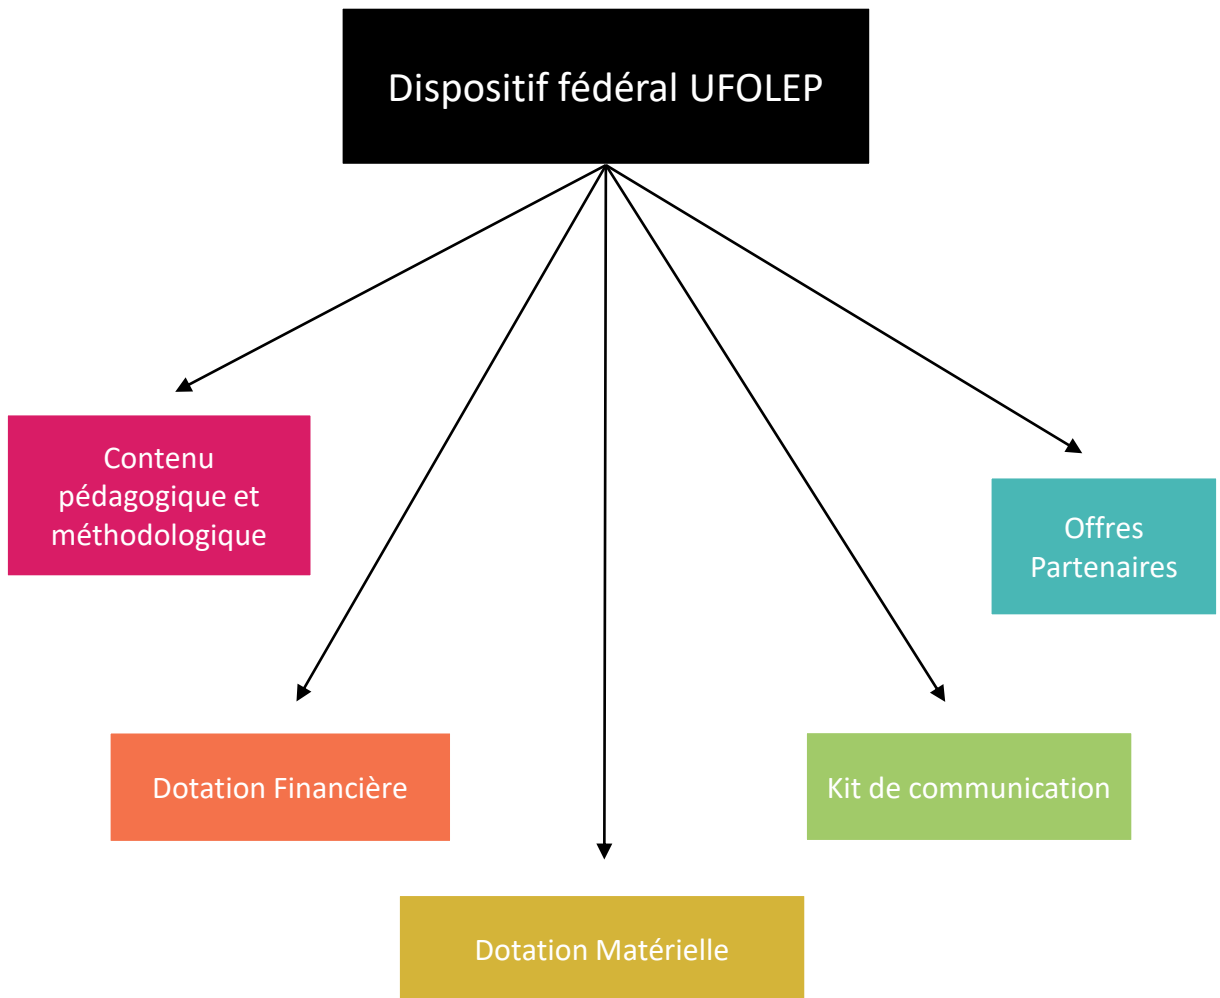 Dispositif fédéral UFOLEP
Contenu
pédagogique et
méthodologique
Offres
Partenaires
Dotation Financière
Kit de communication
Dotation Matérielle